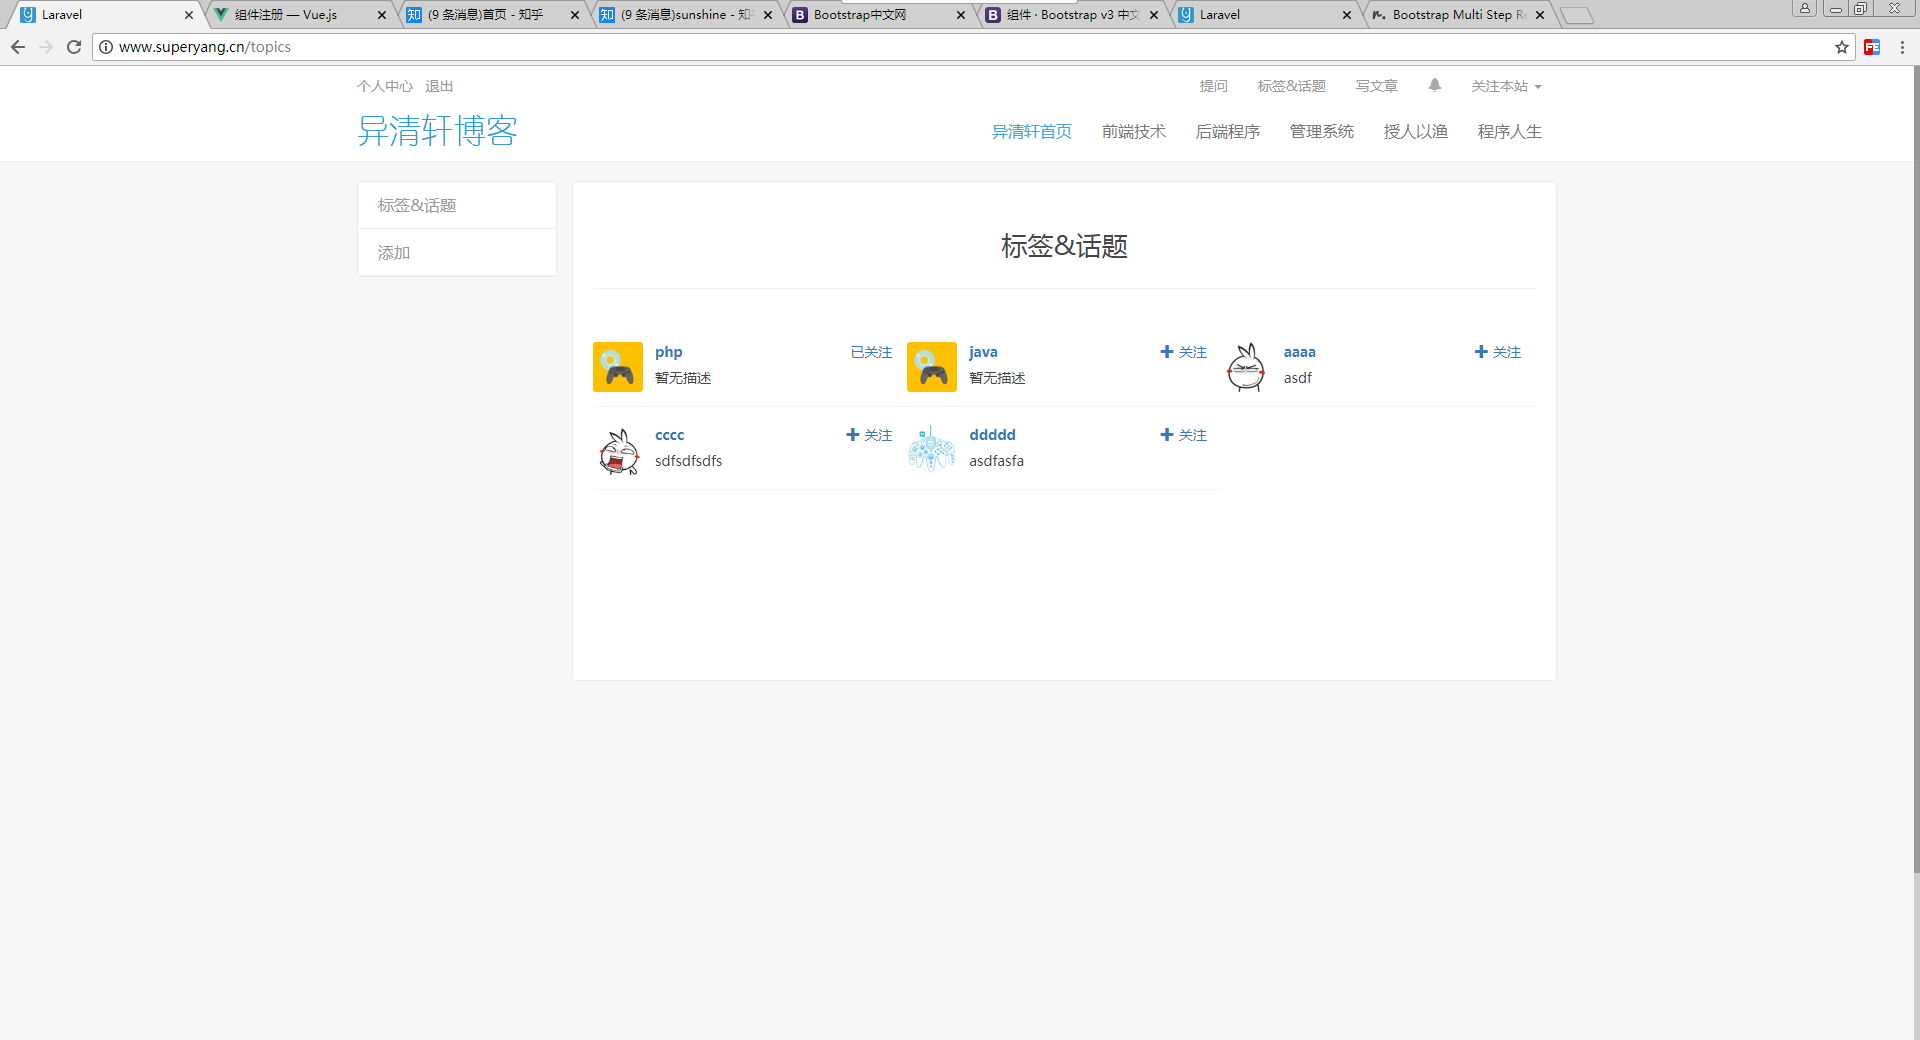 Laravel
组件注册 — Vue.js
(9 条消息)首页 - 知乎
(9 条消息)sunshine - 知
Bootstrap中文网
组件 · Bootstrap v3 中文
Laravel
Bootstrap Multi Step Re
www.superyang.cn/topics
个人中心 退出
提问 标签&话题 写文章 关注本站
异清轩博客
异清轩首页 前端技术 后端程序 管理系统 授人以渔 程序人生
标签&话题
添加
标签&话题
php 已关注
暂无描述
java 关注
暂无描述
aaaa 关注
asdf
cccc 关注
sdfsdfsdfs
ddddd 关注
asdfasfa